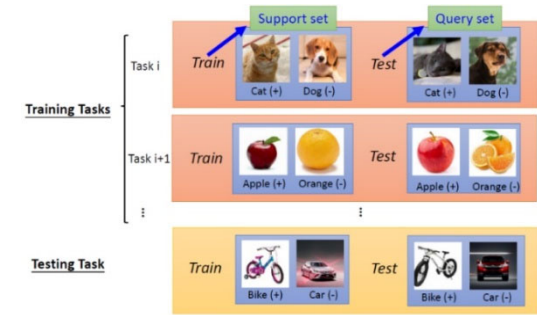 Support set
Query set
Task i
Train
Test
Cat (+)
Dog (-)
Cat (+)
Dog (-)
Training Tasks
Task i+1
Train
Test
Apple (+)
Orange (-)
Apple (+)
Orange (-)
Testing Task
Train
Test
Bike (+)
Car (-)
Bike (+)
Car (-)